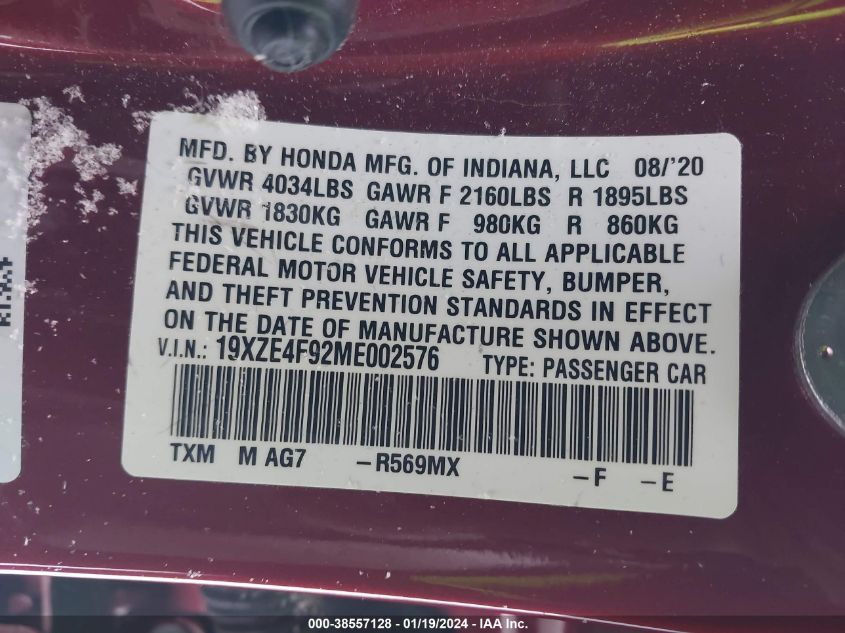 MFD. BY HONDA MFG. OF INDIANA, LLC 08/'20
GVWR 4034LBS GAWR F 2160LBS R 1895LBS
GVWR 1830KG GAWR F 980KG R 860KG
THIS VEHICLE CONFORMS TO ALL APPLICABLE
FEDERAL MOTOR VEHICLE SAFETY, BUMPER,
AND THEFT PREVENTION STANDARDS IN EFFECT
ON THE DATE OF MANUFACTURE SHOWN ABOVE.
V.I.N.: 19XZE4F92ME002576 TYPE: PASSENGER CAR
TXM M AG7 -R569MX -F -E
000-38557128 - 01/19/2024 - IAA Inc.